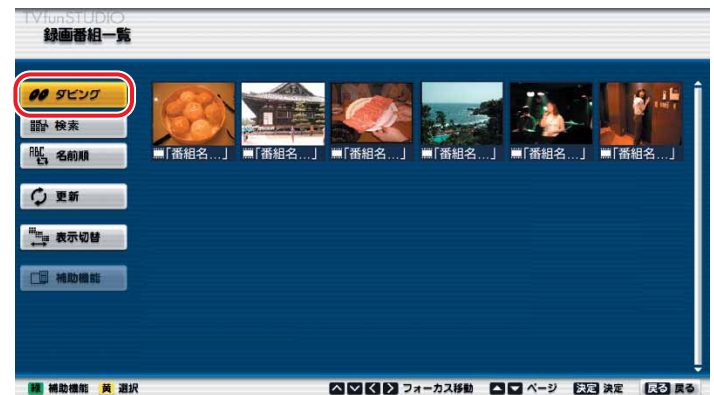 TVfunSTUDIO
録画番組一覧
ダビング
検索
ABC 名前順
更新
表示切替
補助機能
「番組名...」 「番組名...」 「番組名...」 「番組名...」 「番組名...」 「番組名...」
緑 補助機能 黄 選択 フォーカス移動 ページ 決定 決定 戻る 戻る